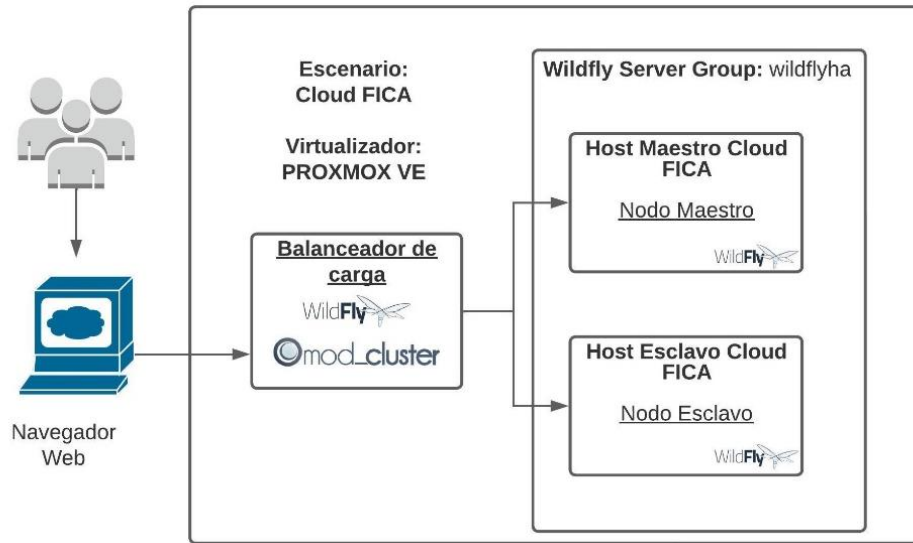 Escenario:
Cloud FICA
Virtualizador:
PROXMOX VE
Wildfly Server Group: wildflyha
Host Maestro Cloud
FICA
Nodo Maestro
WildFly
Balanceador de
carga
WildFly
mod_cluster
Host Esclavo Cloud
FICA
Nodo Esclavo
WildFly
Navegador
Web